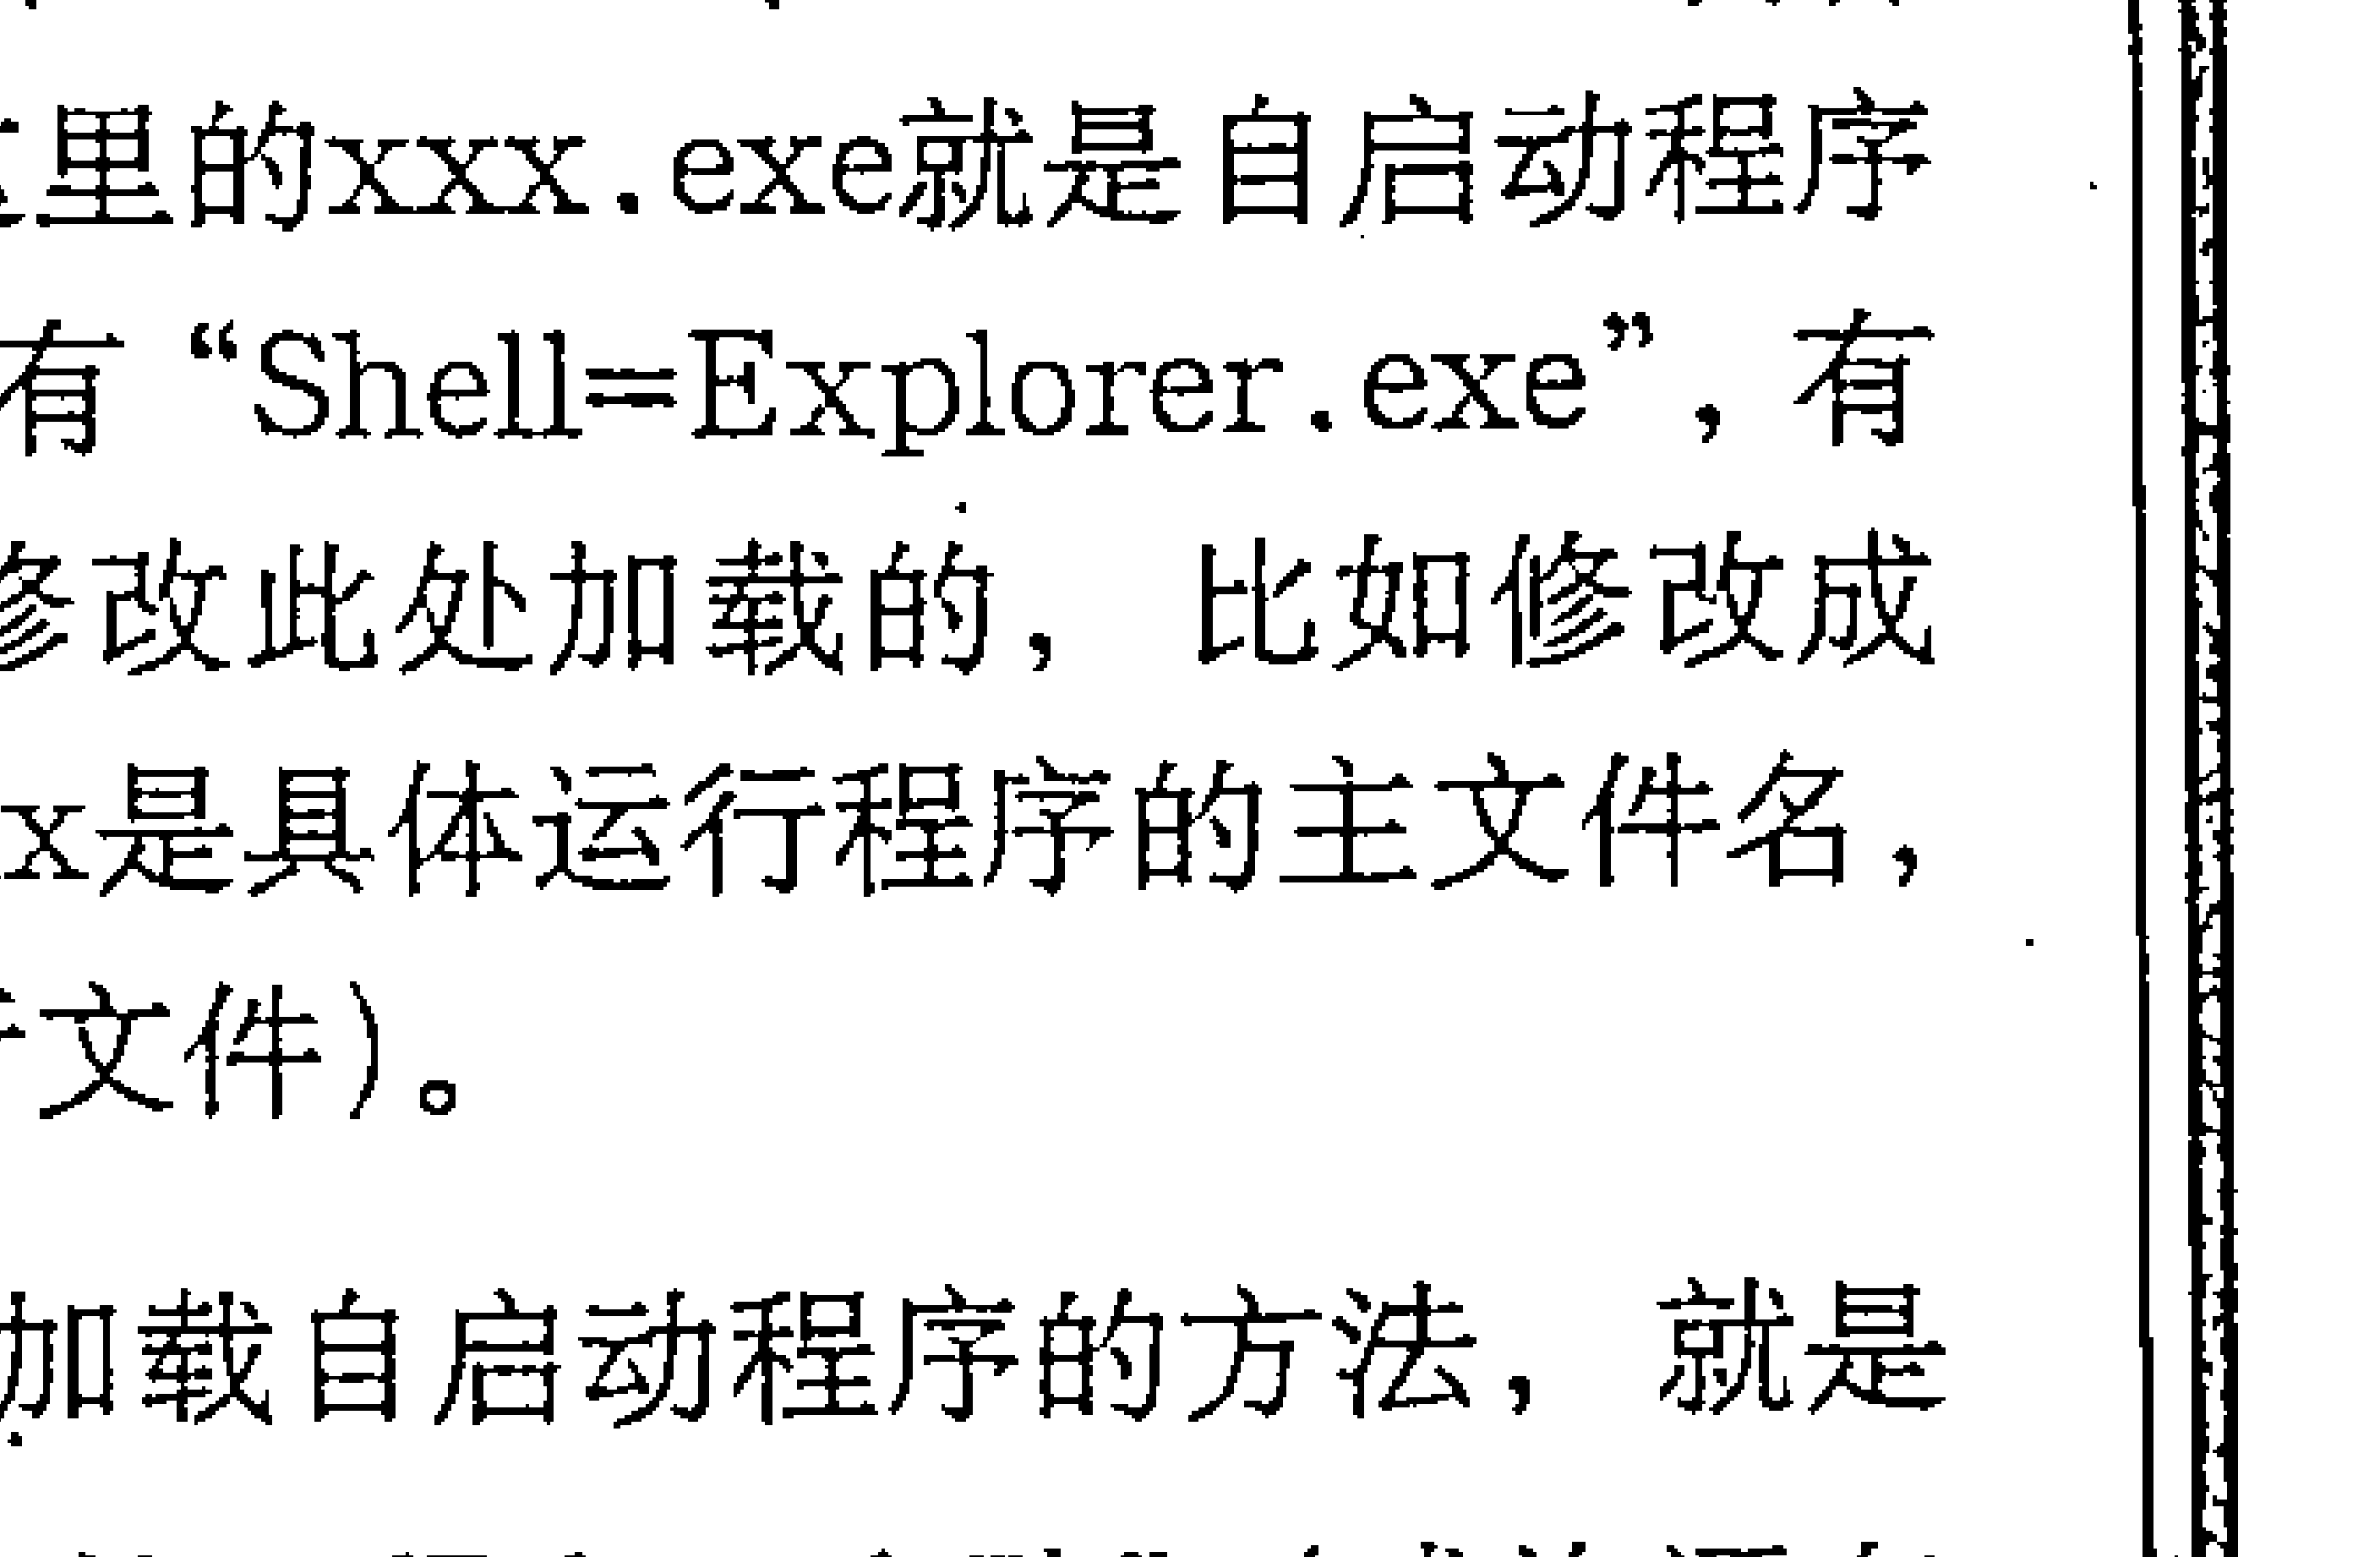 里的xxx.exe就是自启动程序
有“Shell=Explorer.exe”,有
修改此处加载的, 比如修改成
x是具体运行程序的主文件名,
文件)。
加载自启动程序的方法, 就是